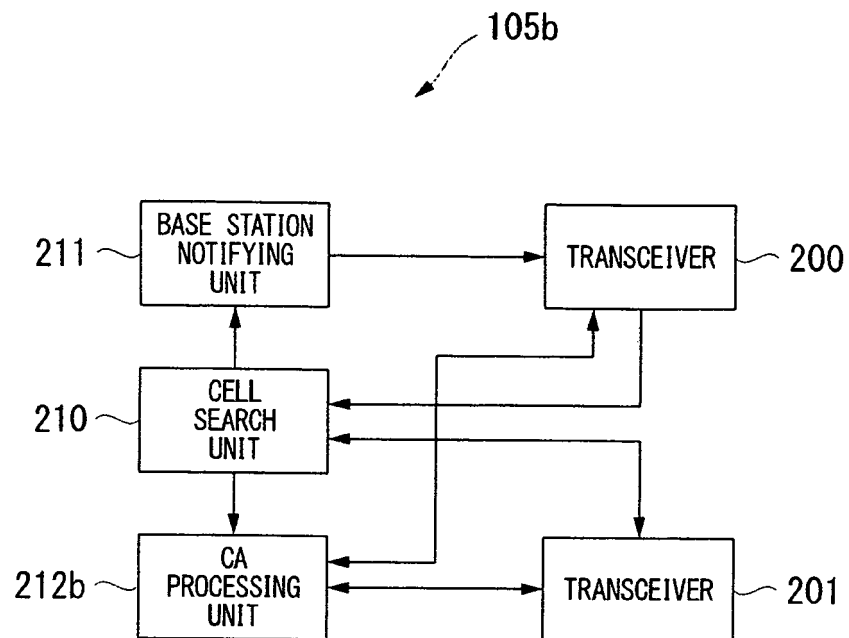 105b
BASE STATION
NOTIFYING
UNIT
211
TRANSCEIVER
200
CELL
SEARCH
UNIT
210
CA
PROCESSING
UNIT
212b
TRANSCEIVER
201